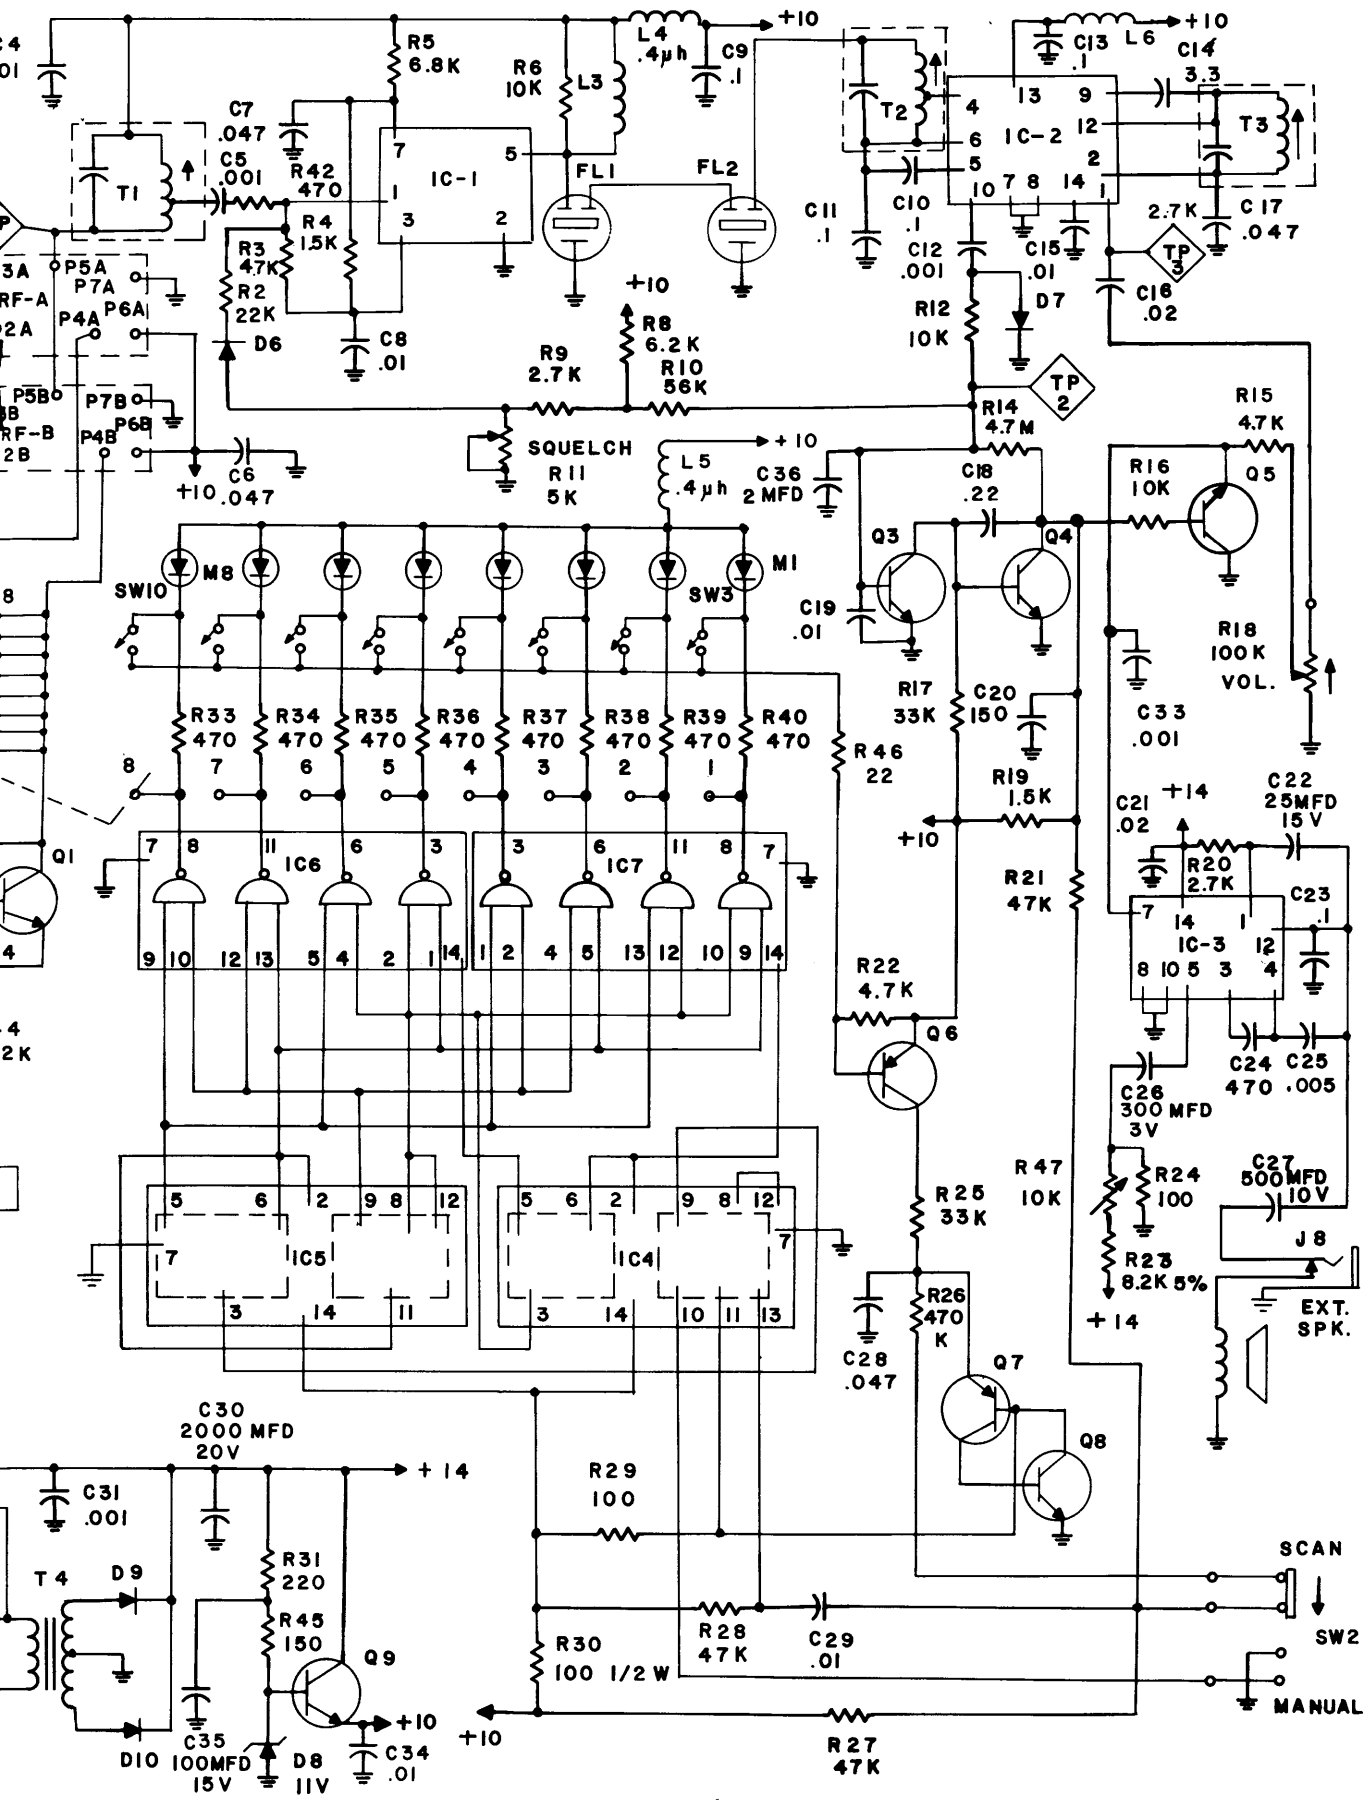 C4
.01
R5
6.8K
R6
10K
L3
L4
.4µh
C9
.1
+10
T2
4
6
5
10
7
8
14
1
13
9
12
2
IC-2
C13
.1
L6
+10
C14
3.3
T3
C7
.047
C5
.001
R42
470
T1
7
1
3
IC-1
5
2
FL1
FL2
R4
1.5K
R3
47K
R2
22K
D6
C8
.01
C11
.1
C10
.1
C12
.001
C15
.01
2.7K
C17
.047
TP
3
C16
.02
R12
10K
D7
P5A
P7A
P6A
P4A
RF-A
P5B
P7B
P6B
P4B
RF-B
2B
+10
C6
.047
+10
R8
6.2K
R9
2.7K
R10
56K
SQUELCH
R11
5K
TP
2
R14
4.7M
L5
.4µh
+10
C36
2 MFD
C18
.22
R16
10K
R15
4.7K
Q5
Q3
Q4
C19
.01
SW10
M8
SW3
M1
R17
33K
C20
150
R18
100K
VOL.
C33
.001
R33
470
R34
470
R35
470
R36
470
R37
470
R38
470
R39
470
R40
470
R46
22
8
7
6
5
4
3
2
1
R19
1.5K
+10
C21
.02
+14
C22
25MFD
15V
R20
2.7K
R21
47K
C23
.1
Q1
7
8
11
6
3
IC6
9
10
12
13
5
4
2
1
14
3
6
11
8
7
IC7
1
2
4
5
13
12
10
9
14
7
14
1
IC-3
12
8
10
5
3
4
R22
4.7K
Q6
C24
470
C25
.005
C26
300MFD
3V
R47
10K
R24
100
R23
8.2K 5%
+14
C27
500MFD
10V
J8
EXT.
SPK.
5
6
2
9
8
12
7
IC5
3
14
11
5
6
2
9
8
12
7
IC4
3
14
10
11
13
R25
33K
R26
470
K
C28
.047
Q7
Q8
C30
2000MFD
20V
+14
C31
.001
R29
100
T4
D9
D10
R31
220
R45
150
Q9
+10
C34
.01
C35
100MFD
15V
D8
11V
R30
100 1/2W
R28
47K
C29
.01
+10
R27
47K
SCAN
SW2
MANUAL